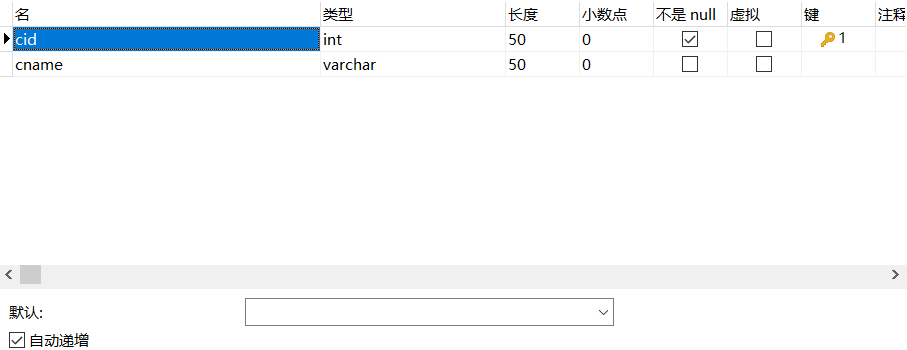 名 类型 长度 小数点 不是 null 虚拟 键 注释
cid int 50 0 1
cname varchar 50 0
默认:
自动递增